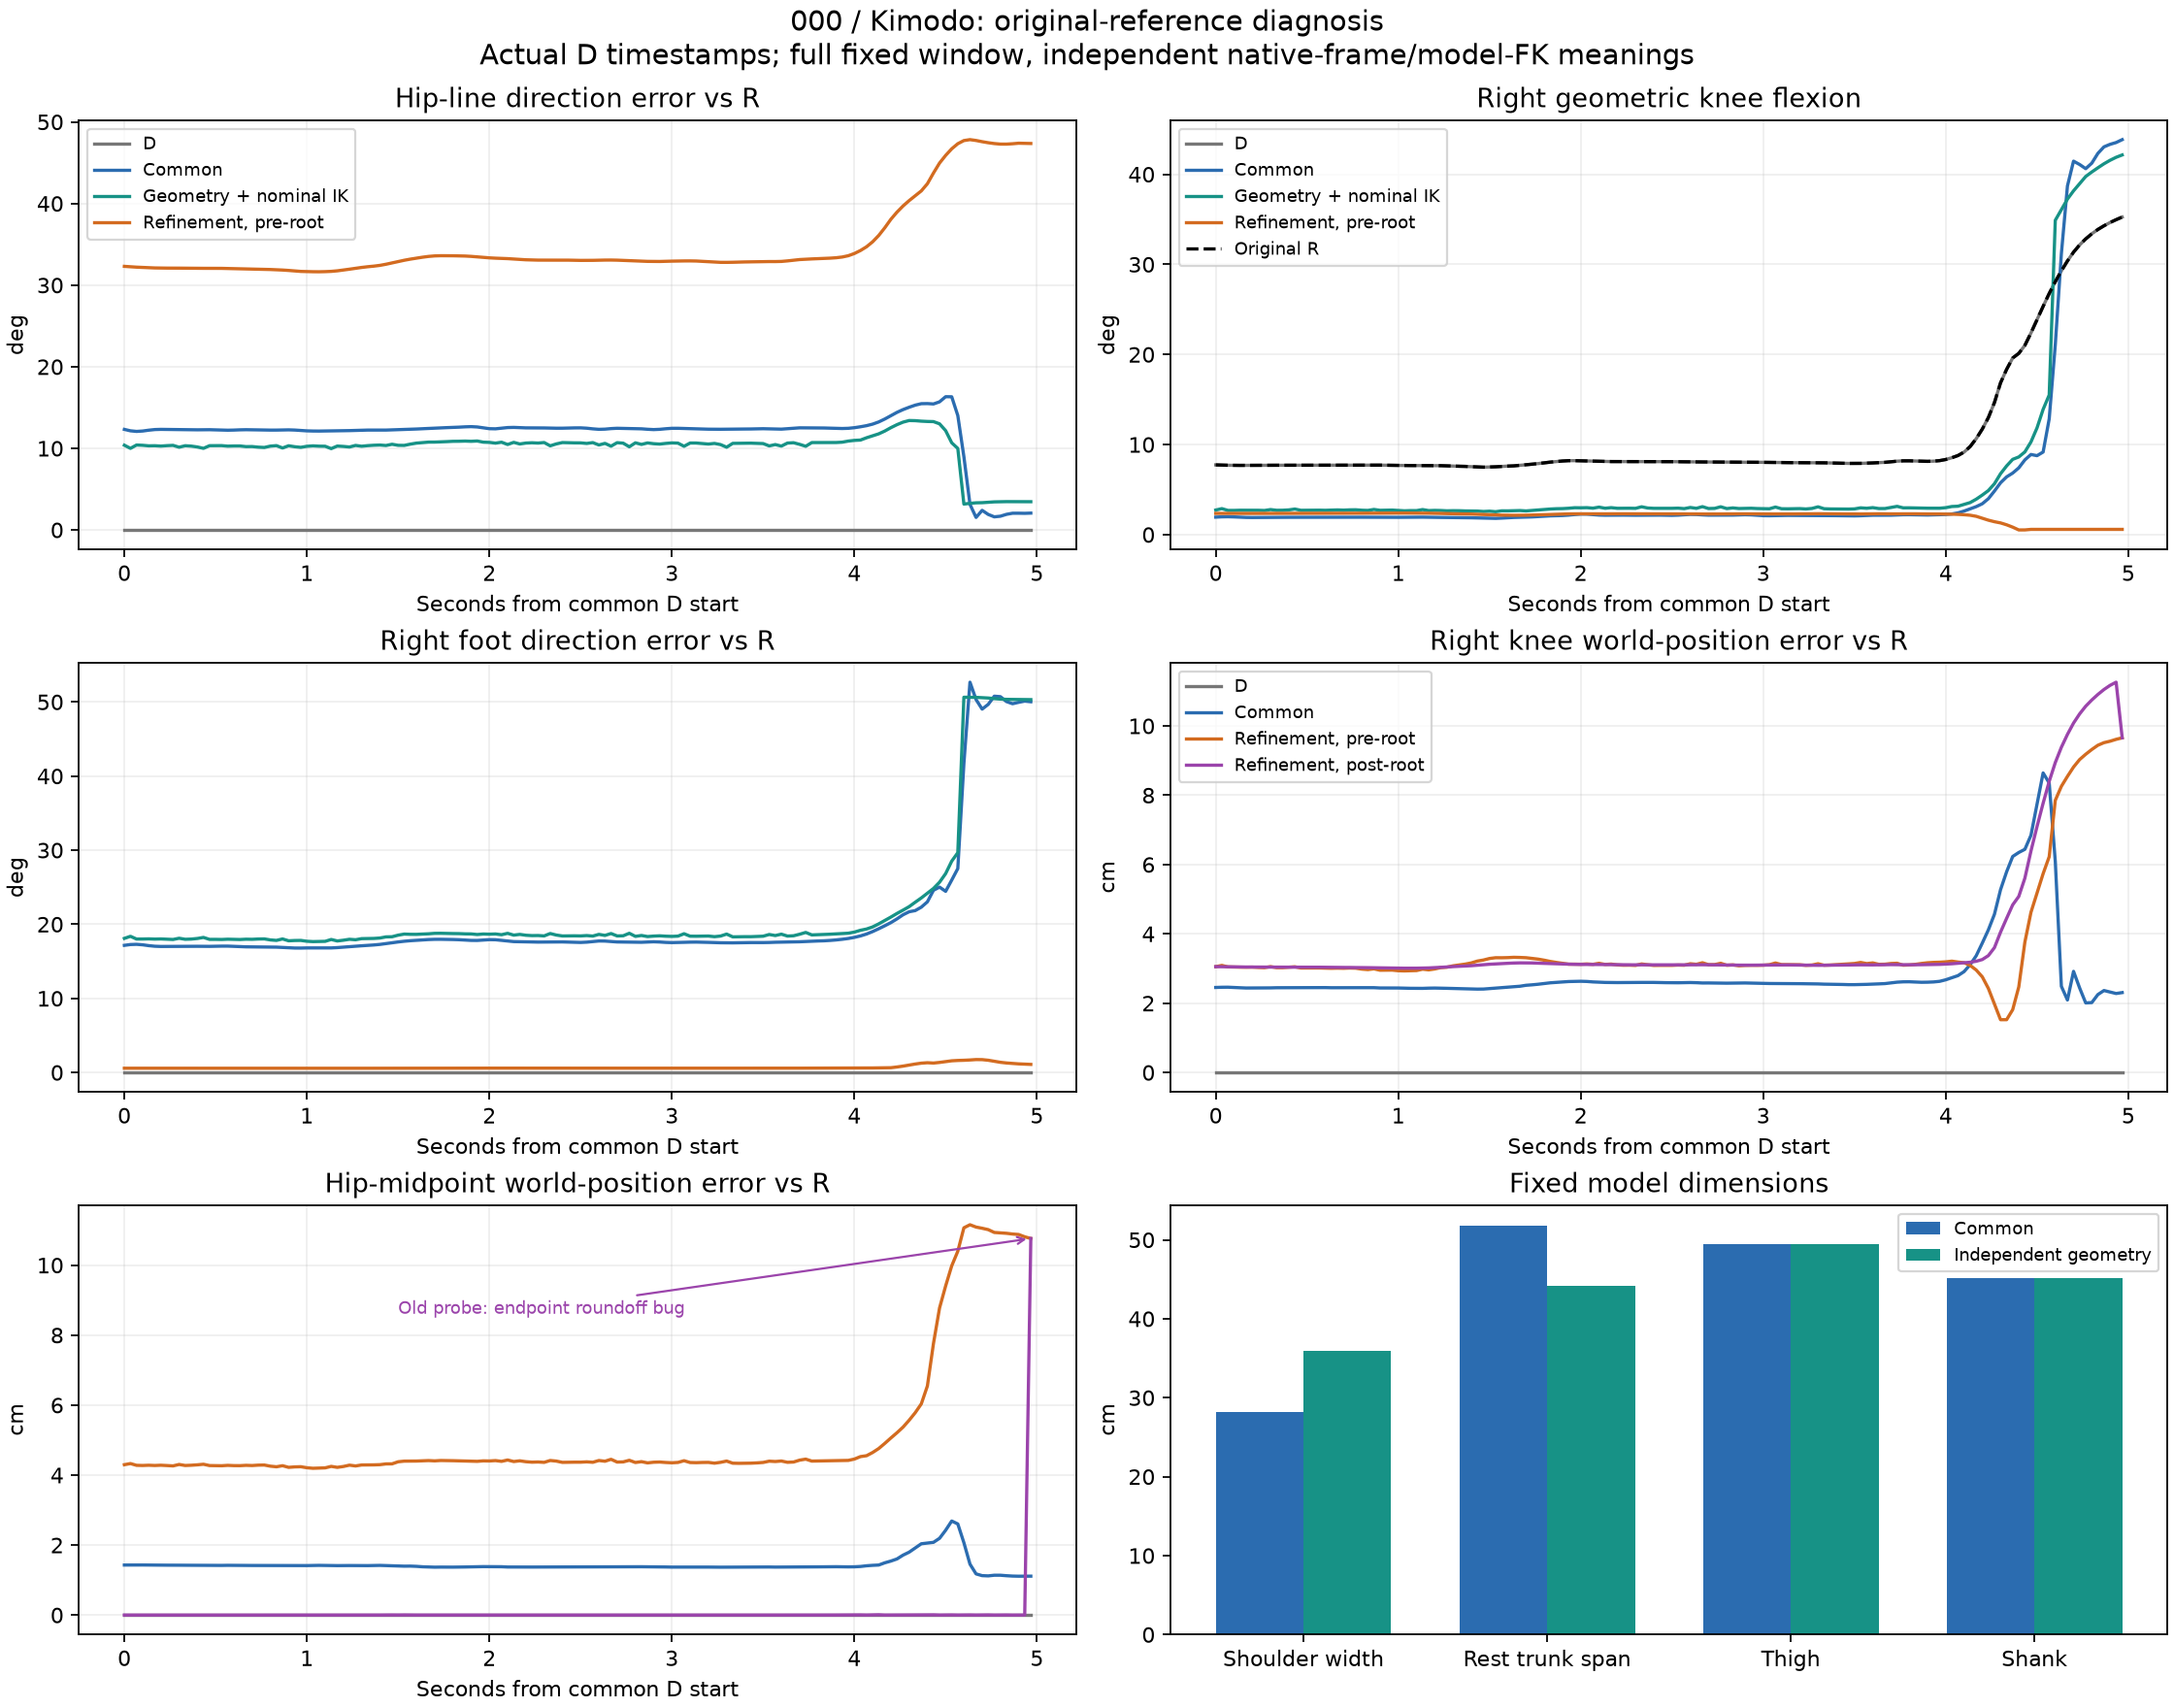 000 / Kimodo: original-reference diagnosis
Actual D timestamps; full fixed window, independent native-frame/model-FK meanings
Hip-line direction error vs R
50
40
30
20
10
0
deg
D
Common
Geometry + nominal IK
Refinement, pre-root
0 1 2 3 4 5
Seconds from common D start
Right geometric knee flexion
40
30
20
10
0
deg
D
Common
Geometry + nominal IK
Refinement, pre-root
Original R
0 1 2 3 4 5
Seconds from common D start
Right foot direction error vs R
50
40
30
20
10
0
deg
0 1 2 3 4 5
Seconds from common D start
Right knee world-position error vs R
10
8
6
4
2
0
cm
D
Common
Refinement, pre-root
Refinement, post-root
0 1 2 3 4 5
Seconds from common D start
Hip-midpoint world-position error vs R
10
8
6
4
2
0
cm
Old probe: endpoint roundoff bug
0 1 2 3 4 5
Seconds from common D start
Fixed model dimensions
50
40
30
20
10
0
cm
Common
Independent geometry
Shoulder width Rest trunk span Thigh Shank